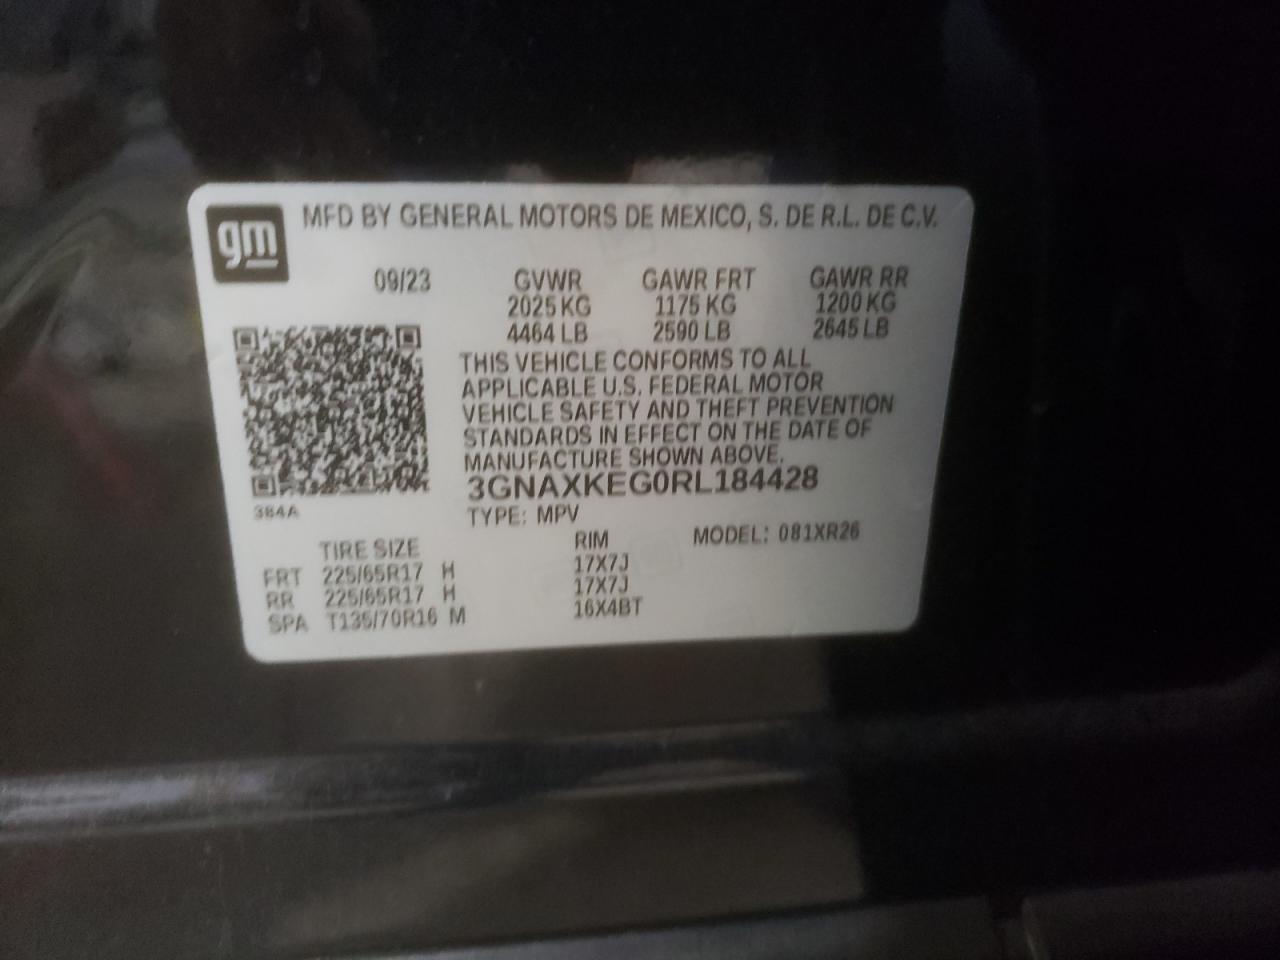 gm
MFD BY GENERAL MOTORS DE MEXICO, S. DE R.L. DE C.V.
09/23 GVWR GAWR FRT GAWR RR
2025 KG 1175 KG 1200 KG
4464 LB 2590 LB 2645 LB
THIS VEHICLE CONFORMS TO ALL
APPLICABLE U.S. FEDERAL MOTOR
VEHICLE SAFETY AND THEFT PREVENTION
STANDARDS IN EFFECT ON THE DATE OF
MANUFACTURE SHOWN ABOVE.
3GNAXKEG0RL184428
384A
TYPE: MPV
MODEL: 081XR26
TIRE SIZE RIM
FRT 225/65R17 H 17X7J
RR 225/65R17 H 17X7J
SPA T135/70R16 M 16X4BT